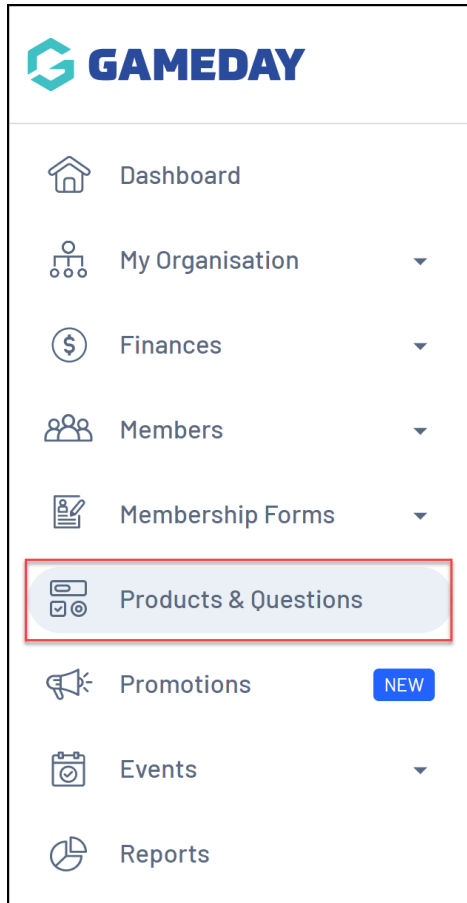 GAMEDAY
Dashboard
My Organisation
Finances
Members
Membership Forms
Products & Questions
Promotions NEW
Events
Reports